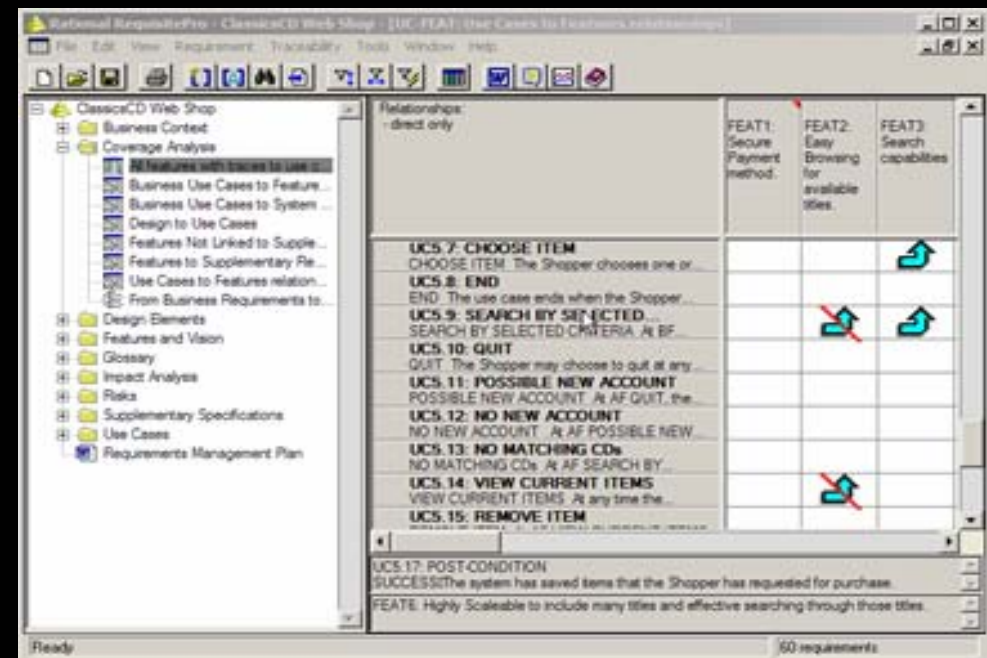 Rational RequisitePro - ClassicsCD Web Shop - [UC-FEAT: Use Cases to Features relationships]
File Edit View Requirement Traceability Tools Window Help
ClassicsCD Web Shop
Business Context
Coverage Analysis
All features with traces to use c...
Business Use Cases to Feature...
Business Use Cases to System ...
Design to Use Cases
Features Not Linked to Supple...
Features to Supplementary Re...
Use Cases to Features relation...
From Business Requirements to...
Design Elements
Features and Vision
Glossary
Impact Analysis
Risks
Supplementary Specifications
Use Cases
Requirements Management Plan
Relationships:
- direct only
FEAT1:
Secure
Payment
method.
FEAT2:
Easy
Browsing
for
available
titles.
FEAT3:
Search
capabilities
UC5.7: CHOOSE ITEM
CHOOSE ITEM The Shopper chooses one or...
UC5.8: END
END The use case ends when the Shopper...
UC5.9: SEARCH BY SELECTED...
SEARCH BY SELECTED CRITERIA At BF...
UC5.10: QUIT
QUIT The Shopper may choose to quit at any...
UC5.11: POSSIBLE NEW ACCOUNT
POSSIBLE NEW ACCOUNT At AF QUIT, the...
UC5.12: NO NEW ACCOUNT
NO NEW ACCOUNT At AF POSSIBLE NEW...
UC5.13: NO MATCHING CDs
NO MATCHING CDs At AF SEARCH BY...
UC5.14: VIEW CURRENT ITEMS
VIEW CURRENT ITEMS At any time the...
UC5.15: REMOVE ITEM
UC5.17: POST-CONDITION
SUCCESS!The system has saved items that the Shopper has requested for purchase.
FEAT6: Highly Scaleable to include many titles and effective searching through those titles.
Ready
60 requirements